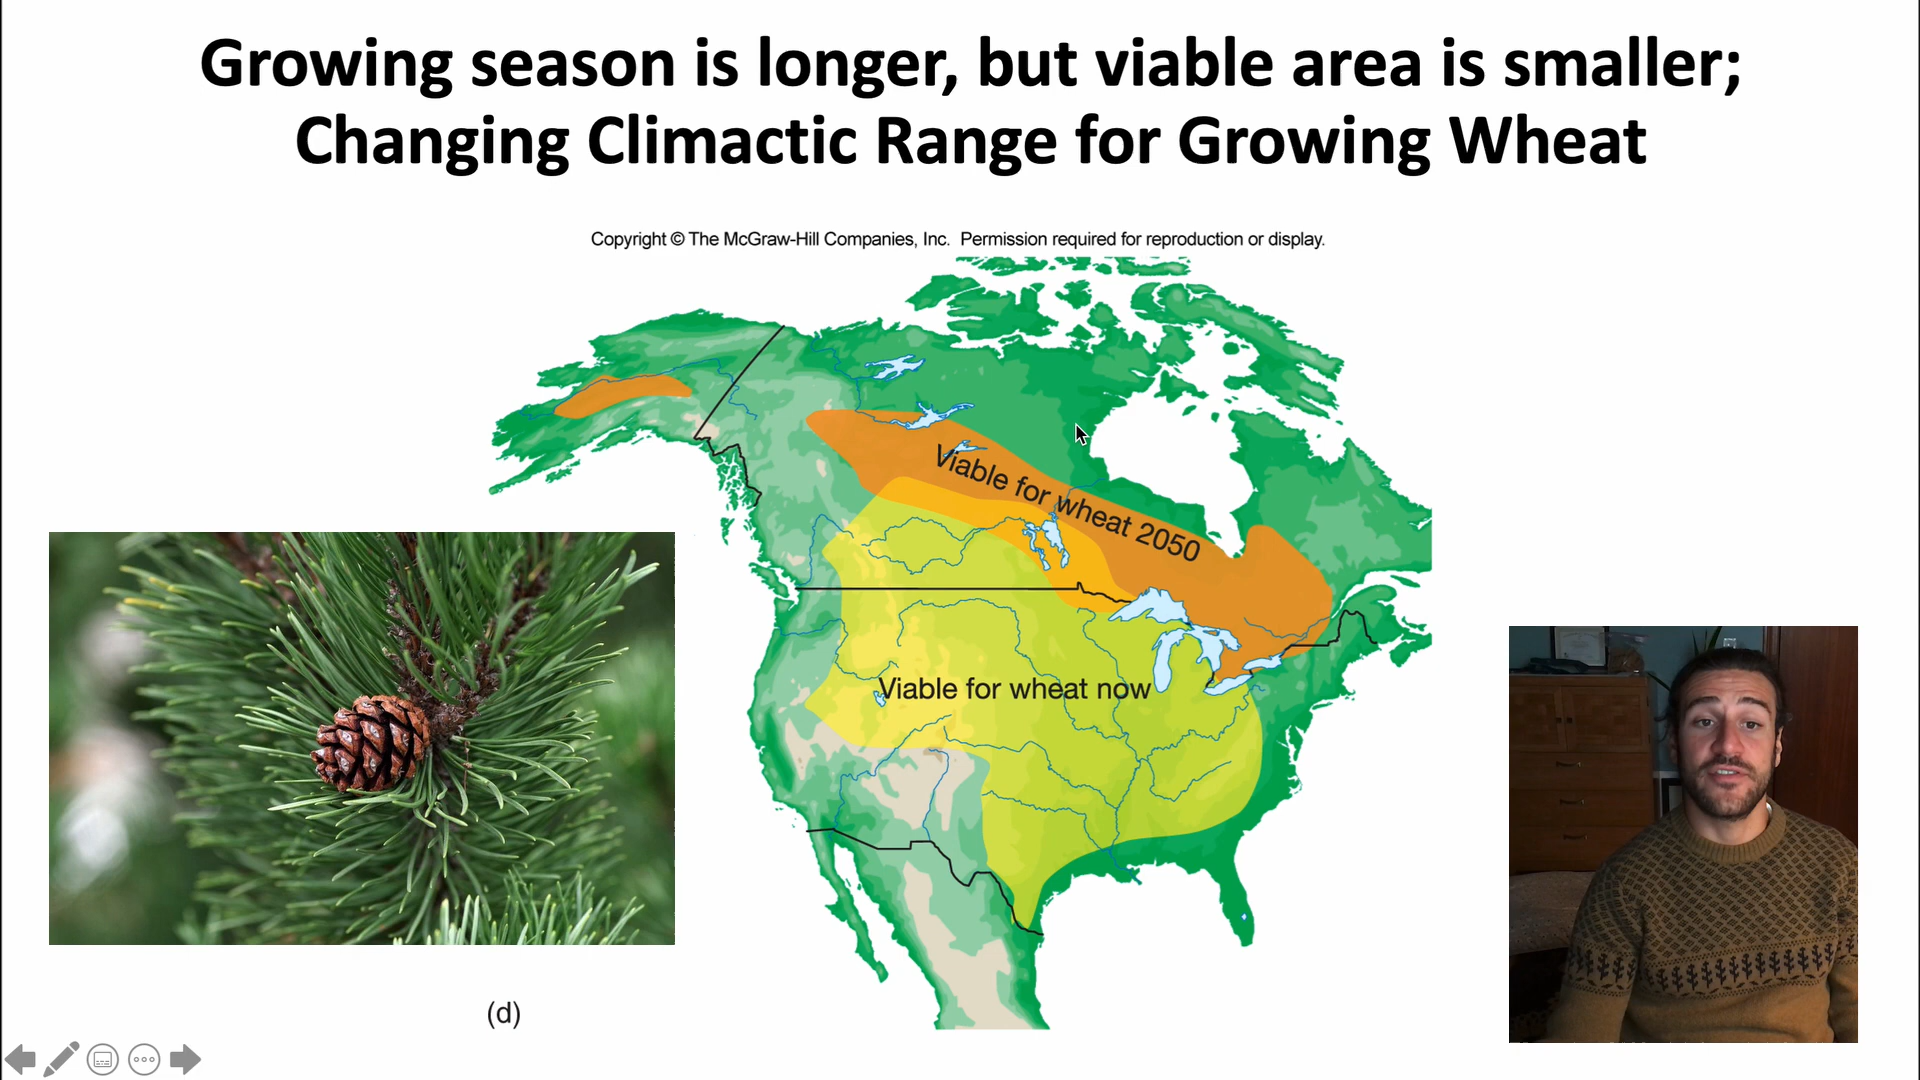 Growing season is longer, but viable area is smaller;
Changing Climactic Range for Growing Wheat
Copyright © The McGraw-Hill Companies, Inc. Permission required for reproduction or display.
Viable for wheat 2050
Viable for wheat now
(d)